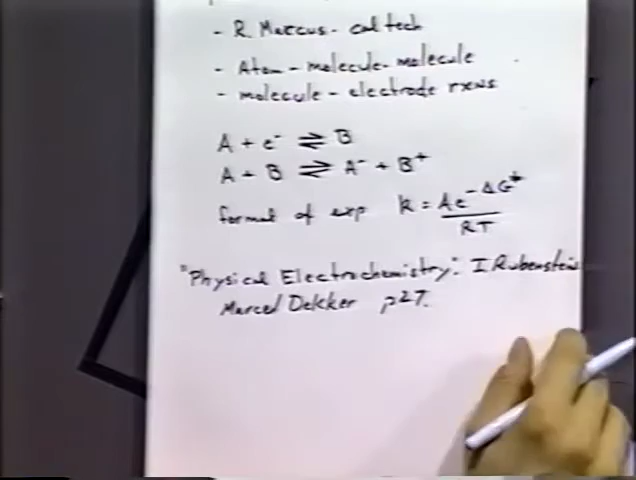 - R. Marcus - cal tech
- Atom - molecule - molecule
- molecule - electrode rxns
A + e⁻ ⇌ B
A + B ⇌ A⁻ + B⁺
format of exp k = Ae^-ΔG‡ / RT
"Physical Electrochemistry": I Rubenstein
Marcel Dekker p27.